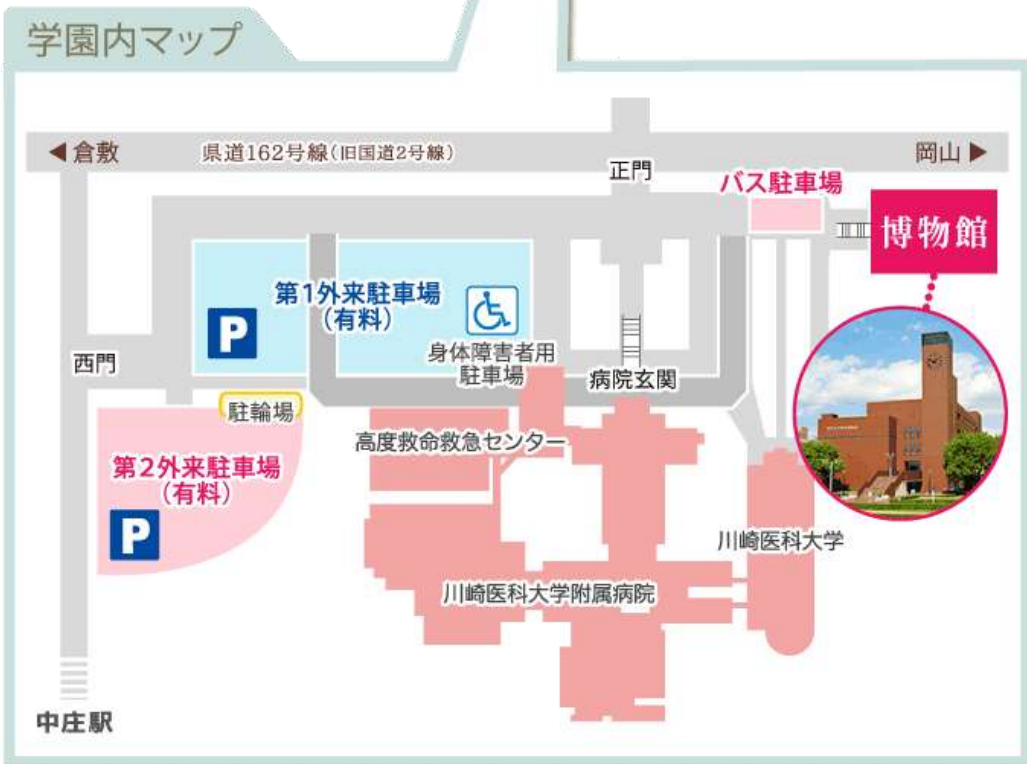 学園内マップ
◀倉敷
県道162号線(旧国道2号線)
岡山▶
正門
バス駐車場
博物館
第1外来駐車場
(有料)
P
身体障害者用
駐車場
西門
病院玄関
駐輪場
高度救命救急センター
第2外来駐車場
(有料)
P
川崎医科大学
川崎医科大学附属病院
中庄駅